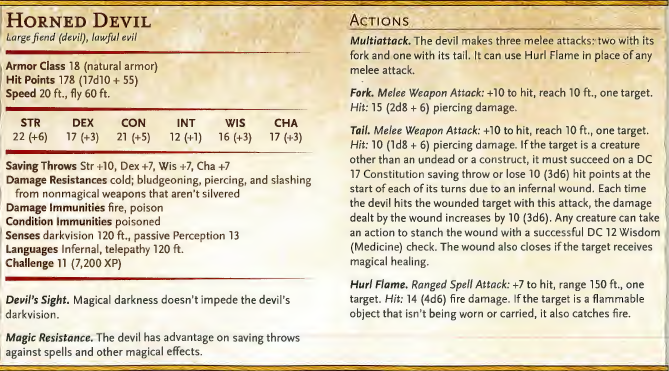 HORNED DEVIL
Large fiend (devil), lawful evil
Armor Class 18 (natural armor)
Hit Points 178 (17d10 + 55)
Speed 20 ft., fly 60 ft.
STR DEX CON INT WIS CHA
22 (+6) 17 (+3) 21 (+5) 12 (+1) 16 (+3) 17 (+3)
Saving Throws Str +10, Dex +7, Wis +7, Cha +7
Damage Resistances cold; bludgeoning, piercing, and slashing
from nonmagical weapons that aren't silvered
Damage Immunities fire, poison
Condition Immunities poisoned
Senses darkvision 120 ft., passive Perception 13
Languages Infernal, telepathy 120 ft.
Challenge 11 (7,200 XP)
Devil's Sight. Magical darkness doesn't impede the devil's
darkvision.
Magic Resistance. The devil has advantage on saving throws
against spells and other magical effects.
ACTIONS
Multiattack. The devil makes three melee attacks: two with its
fork and one with its tail. It can use Hurl Flame in place of any
melee attack.
Fork. Melee Weapon Attack: +10 to hit, reach 10 ft., one target.
Hit: 15 (2d8 + 6) piercing damage.
Tail. Melee Weapon Attack: +10 to hit, reach 10 ft., one target.
Hit: 10 (1d8 + 6) piercing damage. If the target is a creature
other than an undead or a construct, it must succeed on a DC
17 Constitution saving throw or lose 10 (3d6) hit points at the
start of each of its turns due to an infernal wound. Each time
the devil hits the wounded target with this attack, the damage
dealt by the wound increases by 10 (3d6). Any creature can take
an action to stanch the wound with a successful DC 12 Wisdom
(Medicine) check. The wound also closes if the target receives
magical healing.
Hurl Flame. Ranged Spell Attack: +7 to hit, range 150 ft., one
target. Hit: 14 (4d6) fire damage. If the target is a flammable
object that isn't being worn or carried, it also catches fire.